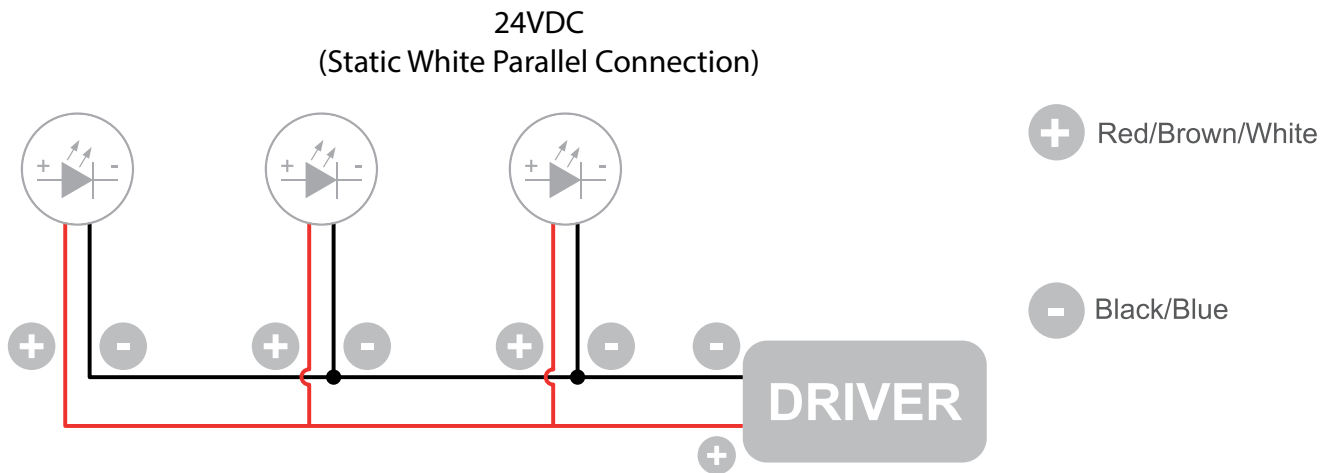 24VDC
(Static White Parallel Connection)
+ -
+ -
+ -
+ Red/Brown/White
- Black/Blue
+ - + - + - -
DRIVER
+